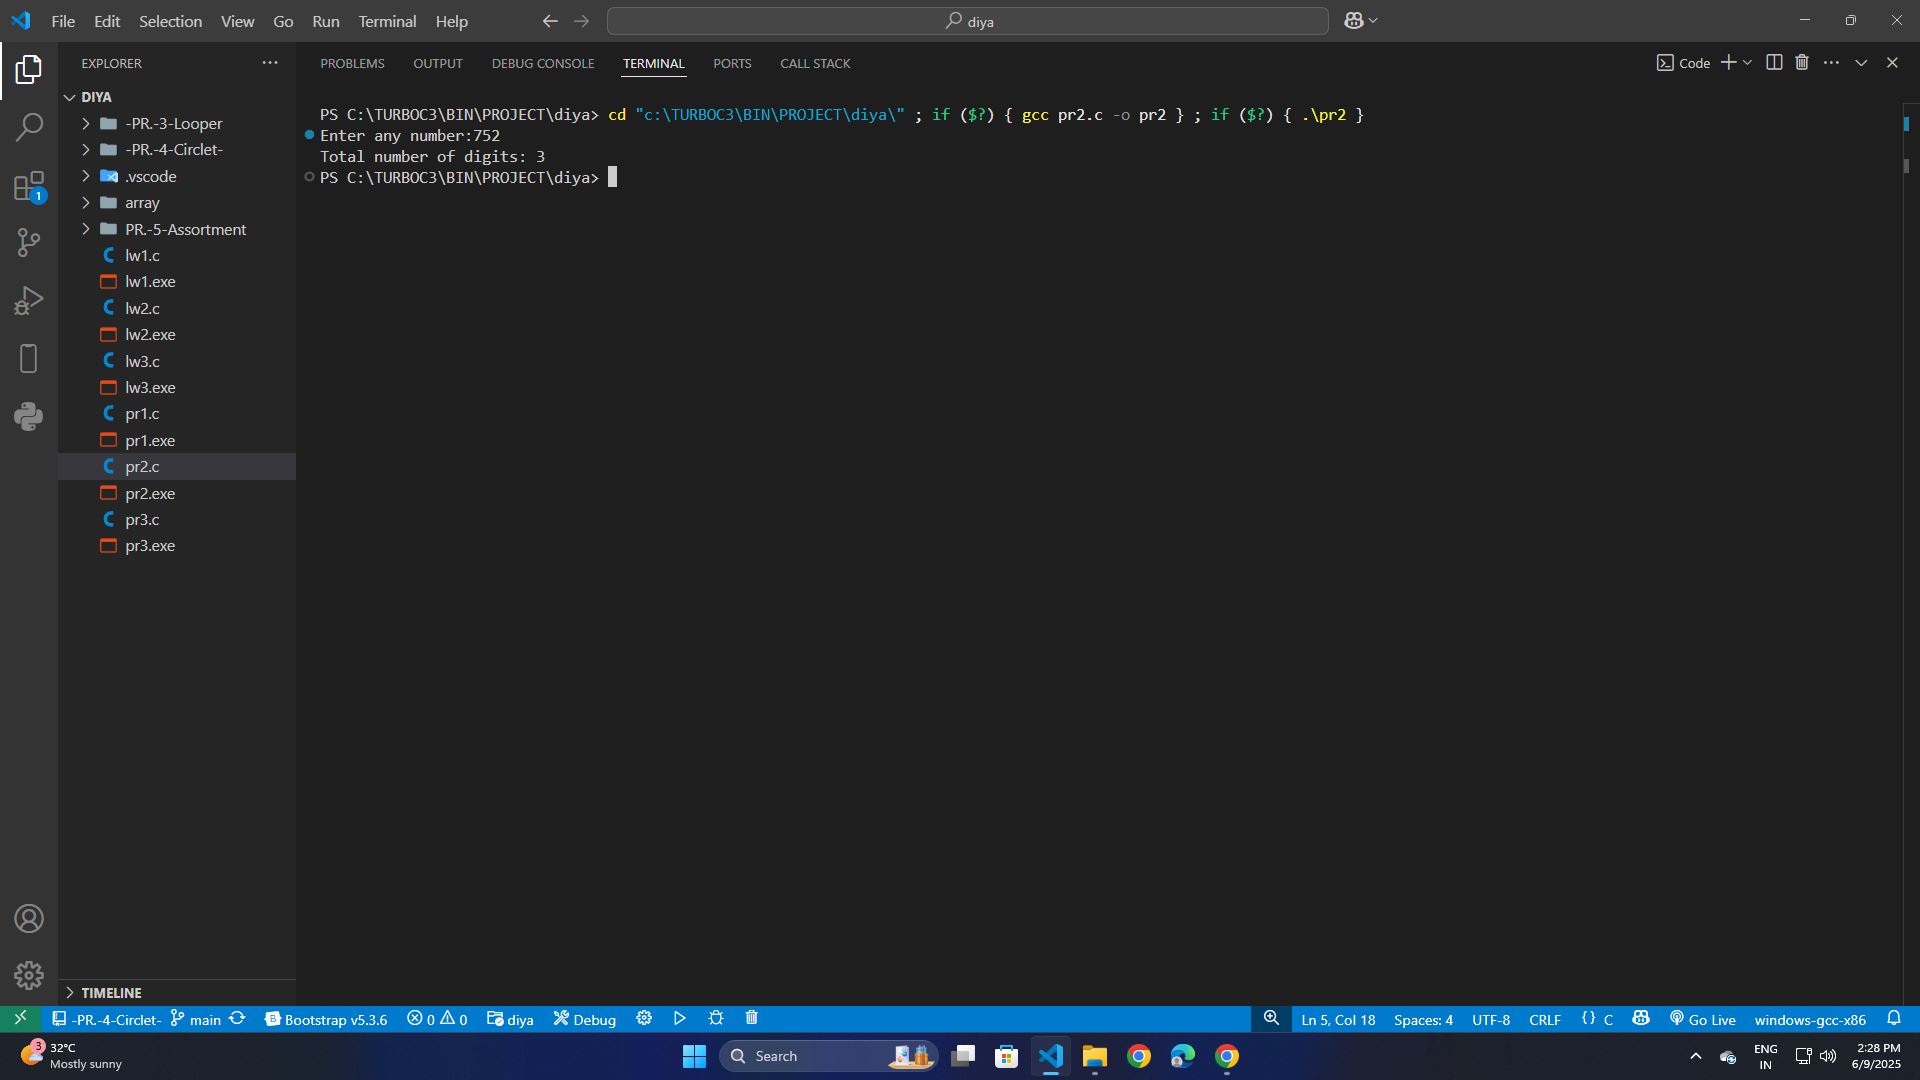 File Edit Selection View Go Run Terminal Help
diya
EXPLORER
PROBLEMS OUTPUT DEBUG CONSOLE TERMINAL PORTS CALL STACK
Code
DIYA
-PR.-3-Looper
-PR.-4-Circlet-
.vscode
array
PR.-5-Assortment
lw1.c
lw1.exe
lw2.c
lw2.exe
lw3.c
lw3.exe
pr1.c
pr1.exe
pr2.c
pr2.exe
pr3.c
pr3.exe
TIMELINE
1
PS C:\TURBOC3\BIN\PROJECT\diya> cd "c:\TURBOC3\BIN\PROJECT\diya\" ; if ($?) { gcc pr2.c -o pr2 } ; if ($?) { .\pr2 }
Enter any number:752
Total number of digits: 3
PS C:\TURBOC3\BIN\PROJECT\diya>
-PR.-4-Circlet- main Bootstrap v5.3.6 0 0 diya Debug
Ln 5, Col 18 Spaces: 4 UTF-8 CRLF {} C Go Live windows-gcc-x86
3
32°C
Mostly sunny
Search
ENG
IN
2:28 PM
6/9/2025